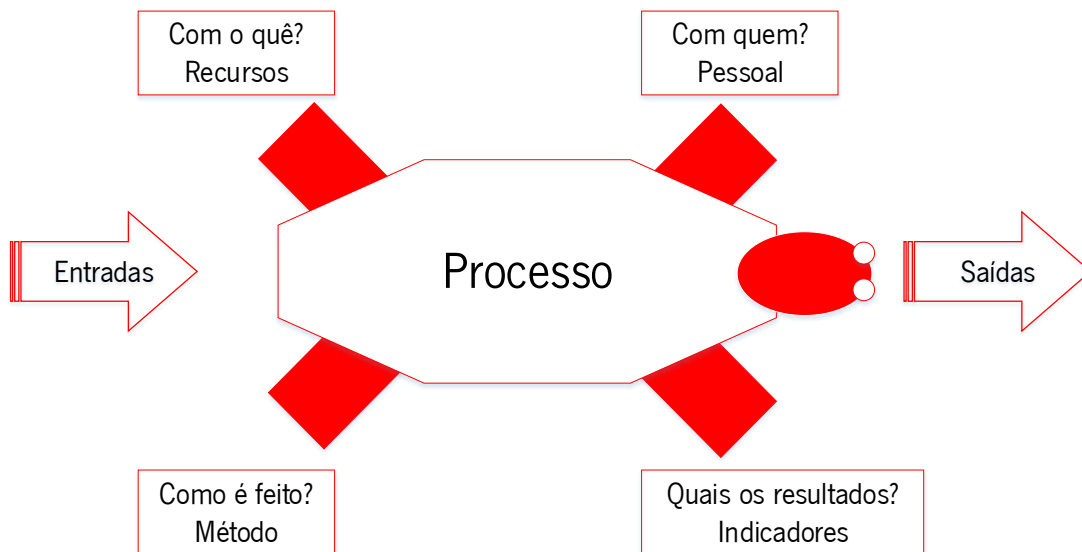 Com o quê?
Recursos
Com quem?
Pessoal
Entradas
Processo
Saídas
Como é feito?
Método
Quais os resultados?
Indicadores